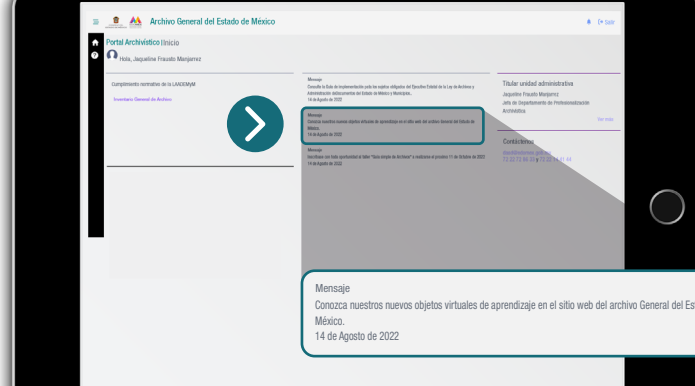 Archivo General del Estado de México
Salir
Portal Archivístico |Inicio
Hola, Jaqueline Frausto Manjarrez
Cumplimiento normativo de la LAADEMyM
Inventario General de Archivo
Mensaje
Consulte la Guía de implementación para los sujetos obligados del Ejecutivo Estatal de la Ley de Archivos y
Administración de Documentos del Estado de México y Municipios.
14 de Agosto de 2022
Mensaje
Conozca nuestros nuevos objetos virtuales de aprendizaje en el sitio web del archivo General del Estado de
México.
14 de Agosto de 2022
Mensaje
Inscríbase con toda oportunidad al taller "Guía simple de Archivos" a realizarse el próximo 11 de Octubre de 2022
14 de Agosto de 2022
Titular unidad administrativa
Jaqueline Frausto Manjarrez
Jefa de Departamento de Profesionalización
Archivística
Ver más
Contáctenos
Mensaje
Conozca nuestros nuevos objetos virtuales de aprendizaje en el sitio web del archivo General del Est
México.
14 de Agosto de 2022